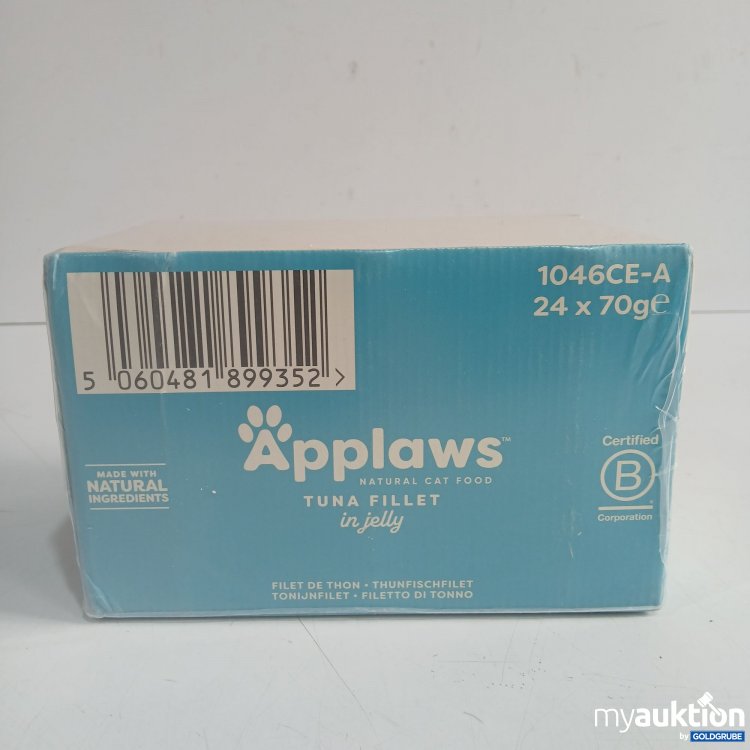 1046CE-A
24 x 70g℮
5 060481 899352 >
Applaws™
NATURAL CAT FOOD
TUNA FILLET
in jelly
MADE WITH
NATURAL
INGREDIENTS
Certified
B
Corporation
FILET DE THON • THUNFISCHFILET
TONIJNFILET • FILETTO DI TONNO
myauktion
by GOLDGRUBE